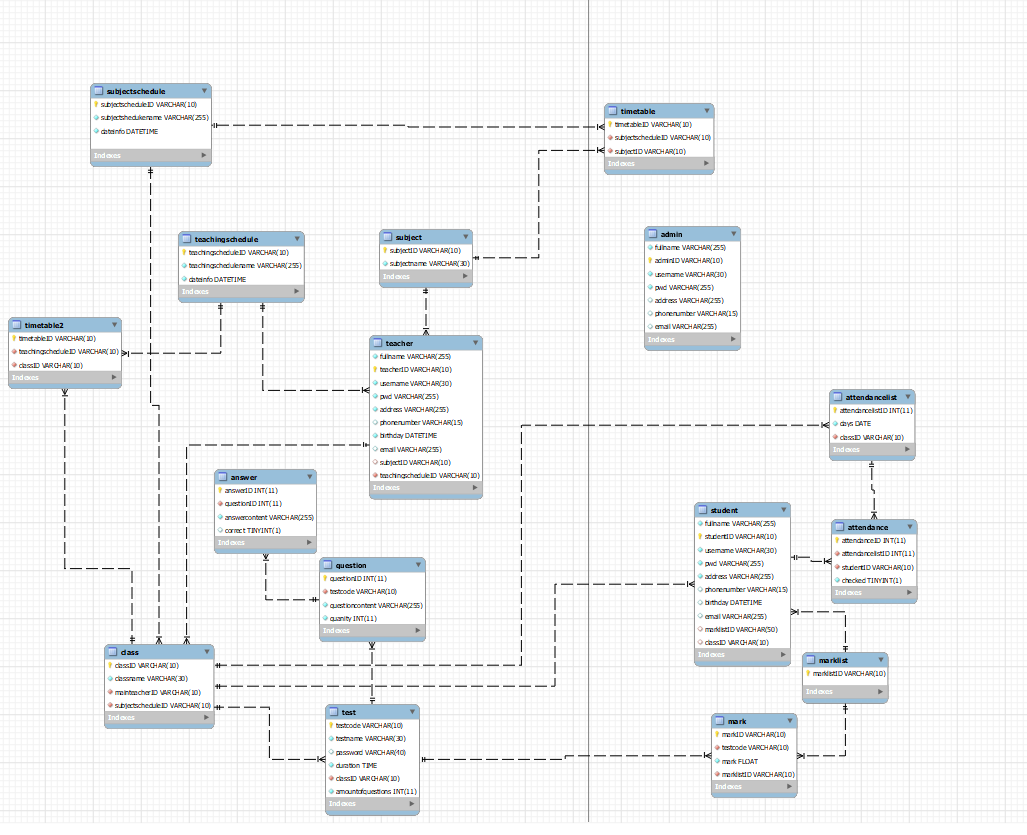 subjectschedule
subjectscheduleID VARCHAR(10)
subjectshedukename VARCHAR(255)
dateinfo DATETIME
Indexes
timetable
timetableID VARCHAR(10)
subjectscheduleID VARCHAR(10)
subjectID VARCHAR(10)
Indexes
teachingschedule
teachingscheduleID VARCHAR(10)
teachingschedulename VARCHAR(255)
dateinfo DATETIME
Indexes
subject
subjectID VARCHAR(10)
subjectname VARCHAR(30)
Indexes
admin
fullname VARCHAR(255)
adminID VARCHAR(10)
username VARCHAR(30)
pwd VARCHAR(255)
address VARCHAR(255)
phonenumber VARCHAR(15)
email VARCHAR(255)
Indexes
timetable2
timetableID VARCHAR(10)
teachingscheduleID VARCHAR(10)
classID VARCHAR(10)
Indexes
teacher
fullname VARCHAR(255)
teacherID VARCHAR(10)
username VARCHAR(30)
pwd VARCHAR(255)
address VARCHAR(255)
phonenumber VARCHAR(15)
birthday DATETIME
email VARCHAR(255)
subjectID VARCHAR(10)
teachingscheduleID VARCHAR(10)
Indexes
attendancelist
attendancelistID INT(11)
days DATE
classID VARCHAR(10)
Indexes
answer
answerID INT(11)
questionID INT(11)
answercontent VARCHAR(255)
correct TINYINT(1)
Indexes
student
fullname VARCHAR(255)
studentID VARCHAR(10)
username VARCHAR(30)
pwd VARCHAR(255)
address VARCHAR(255)
phonenumber VARCHAR(15)
birthday DATETIME
email VARCHAR(255)
marklistID VARCHAR(50)
classID VARCHAR(10)
Indexes
attendance
attendanceID INT(11)
attendancelistID INT(11)
studentID VARCHAR(10)
checked TINYINT(1)
Indexes
question
questionID INT(11)
testcode VARCHAR(10)
questioncontent VARCHAR(255)
quanity INT(11)
Indexes
class
classID VARCHAR(10)
classname VARCHAR(30)
mainteacherID VARCHAR(10)
subjectscheduleID VARCHAR(10)
Indexes
marklist
marklistID VARCHAR(10)
Indexes
test
testcode VARCHAR(10)
testname VARCHAR(30)
password VARCHAR(40)
duration TIME
classID VARCHAR(10)
amountofquestions INT(11)
Indexes
mark
markID VARCHAR(10)
testcode VARCHAR(10)
mark FLOAT
marklistID VARCHAR(10)
Indexes